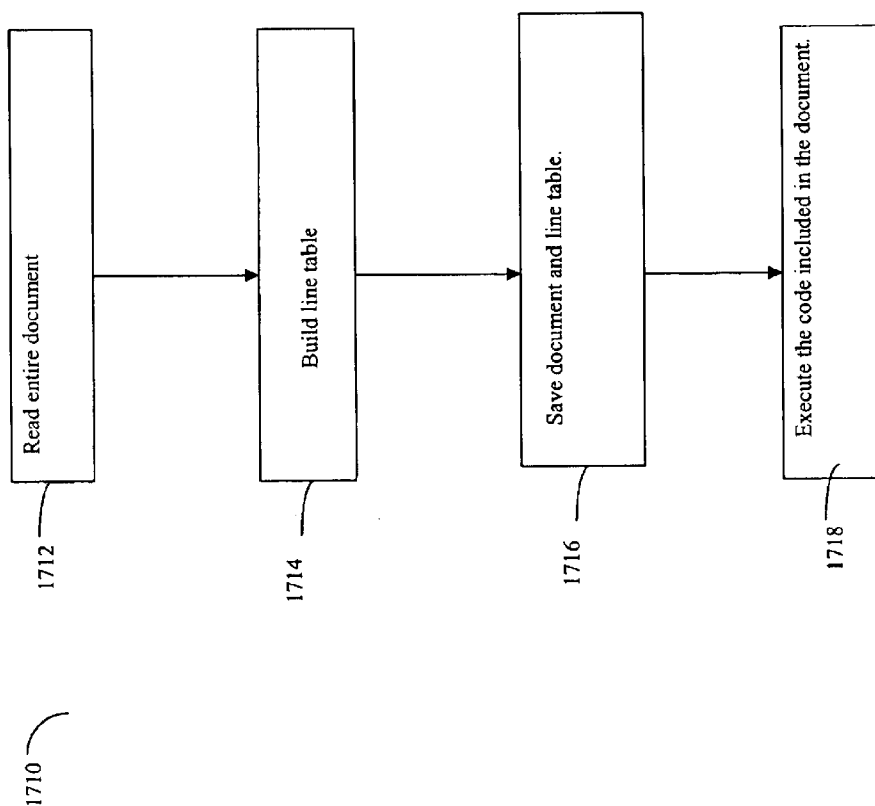 1710
1712
Read entire document
1714
Build line table
1716
Save document and line table.
1718
Execute the code included in the document.